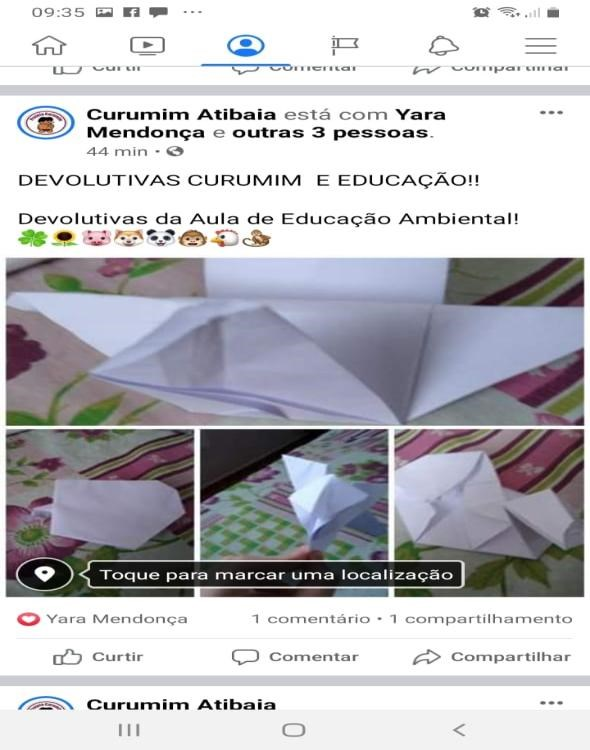 09:35
Curtir Comentar Compartilhar
Curumim Atibaia está com Yara
Mendonça e outras 3 pessoas.
44 min •
DEVOLUTIVAS CURUMIM E EDUCAÇÃO!!
Devolutivas da Aula de Educação Ambiental!
Toque para marcar uma localização
Yara Mendonça 1 comentário • 1 compartilhamento
Curtir Comentar Compartilhar
Curumim Atibaia